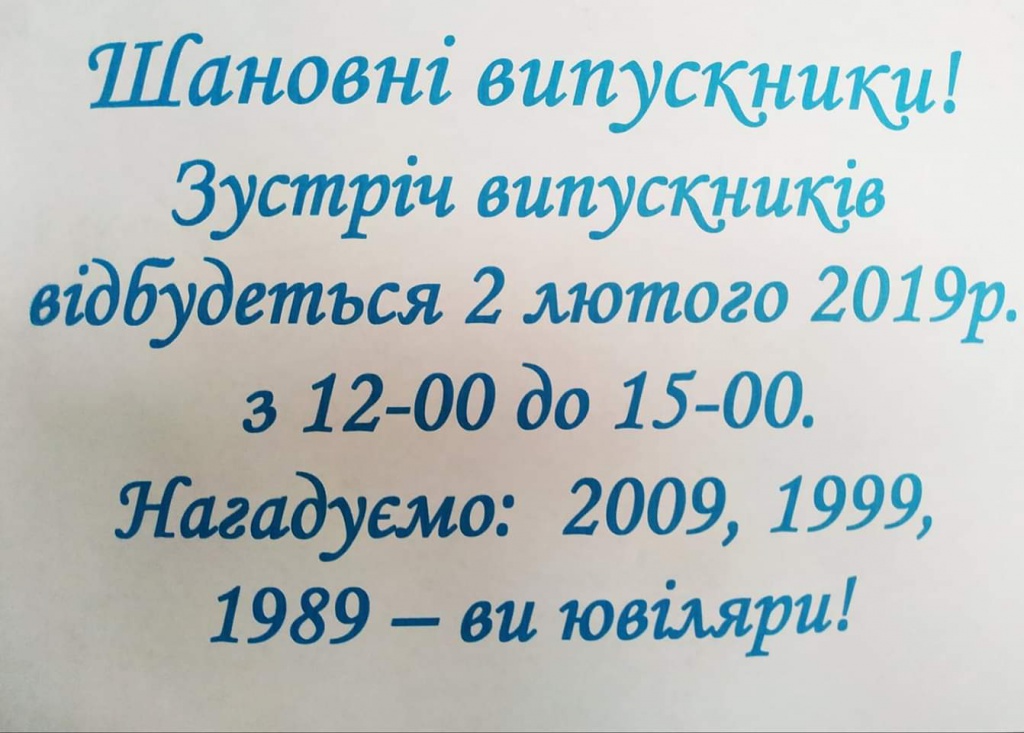 Шановні випускники!
Зустріч випускників
відбудеться 2 лютого 2019р.
з 12-00 до 15-00.
Нагадуємо: 2009, 1999,
1989 – ви ювіляри!